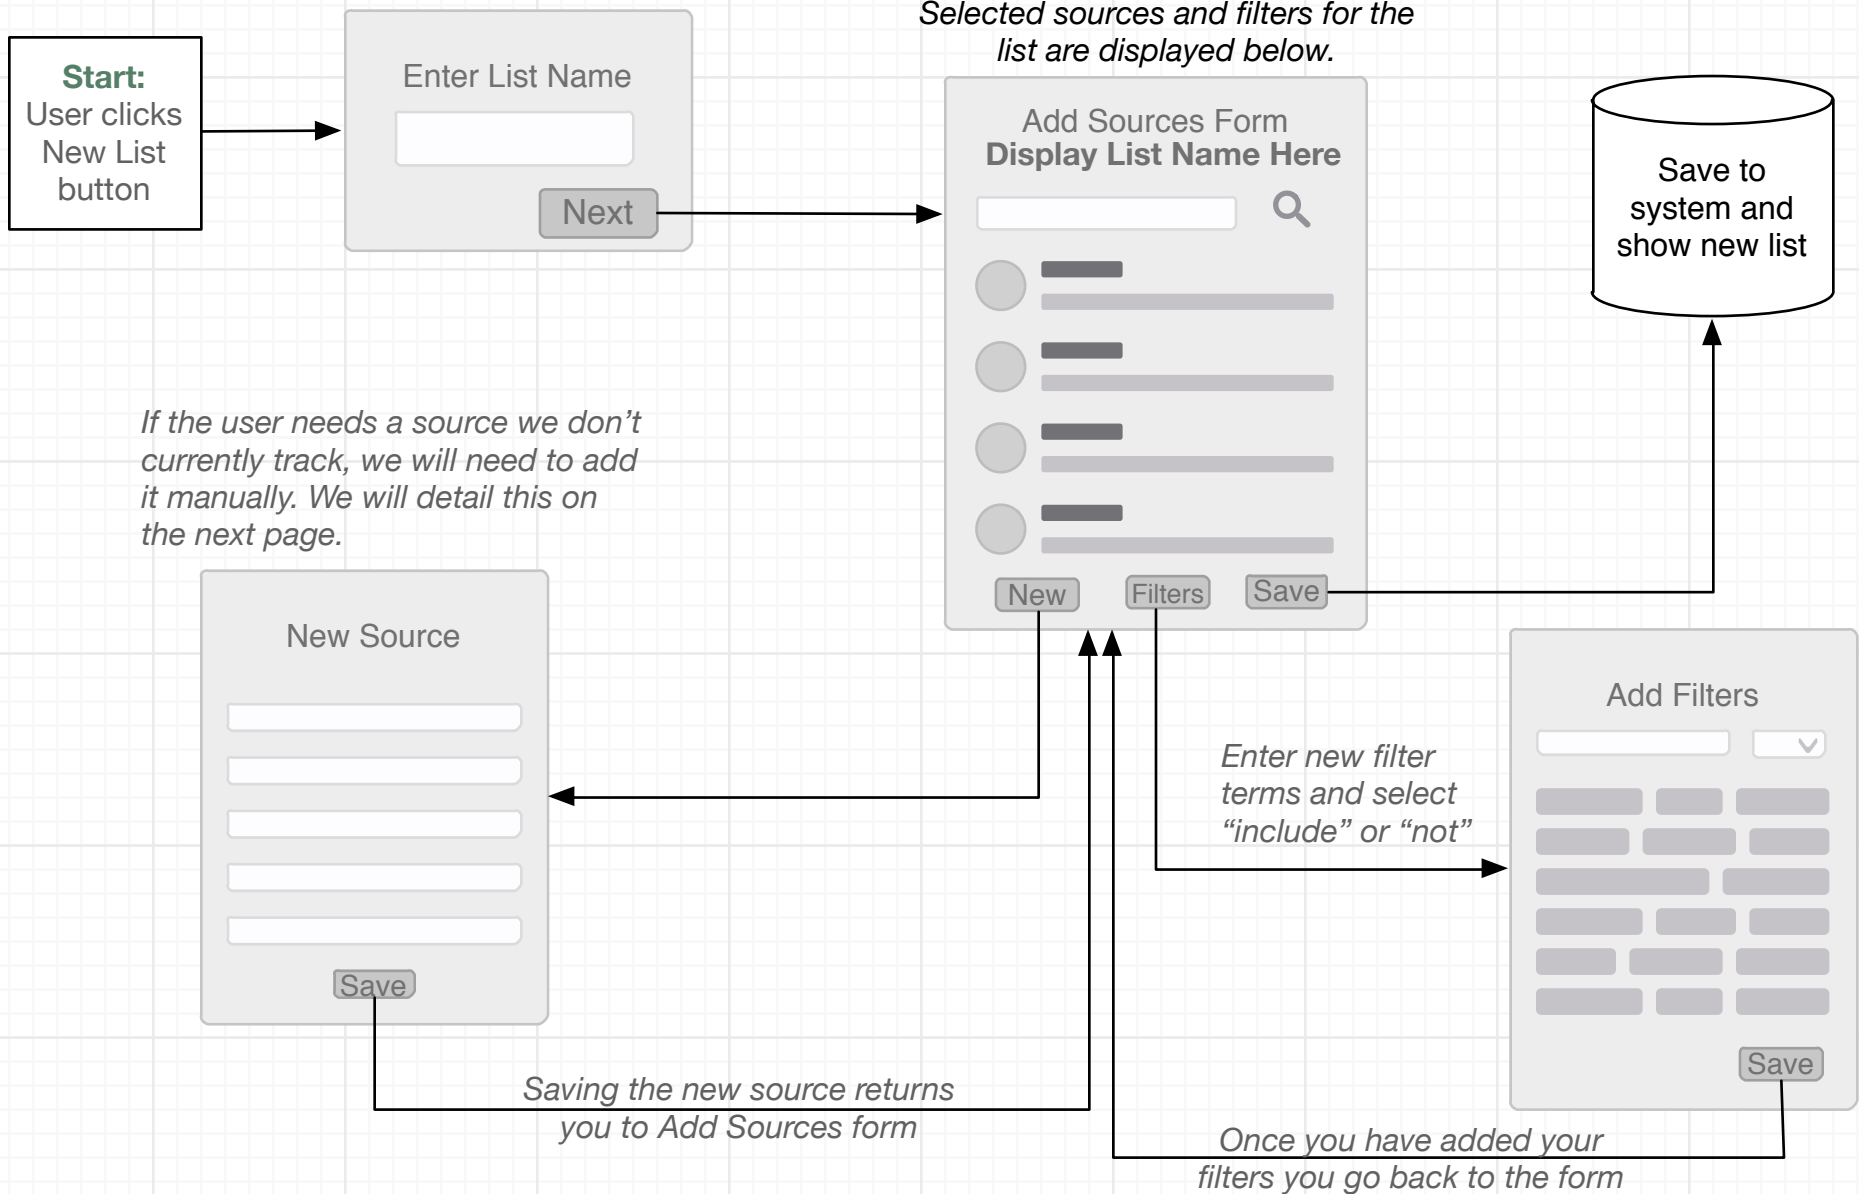 Start:
User clicks
New List
button
Enter List Name
Next
Selected sources and filters for the
list are displayed below.
Add Sources Form
Display List Name Here
New
Filters
Save
Save to
system and
show new list
If the user needs a source we don’t
currently track, we will need to add
it manually. We will detail this on
the next page.
New Source
Save
Saving the new source returns
you to Add Sources form
Enter new filter
terms and select
“include” or “not”
Add Filters
Save
Once you have added your
filters you go back to the form